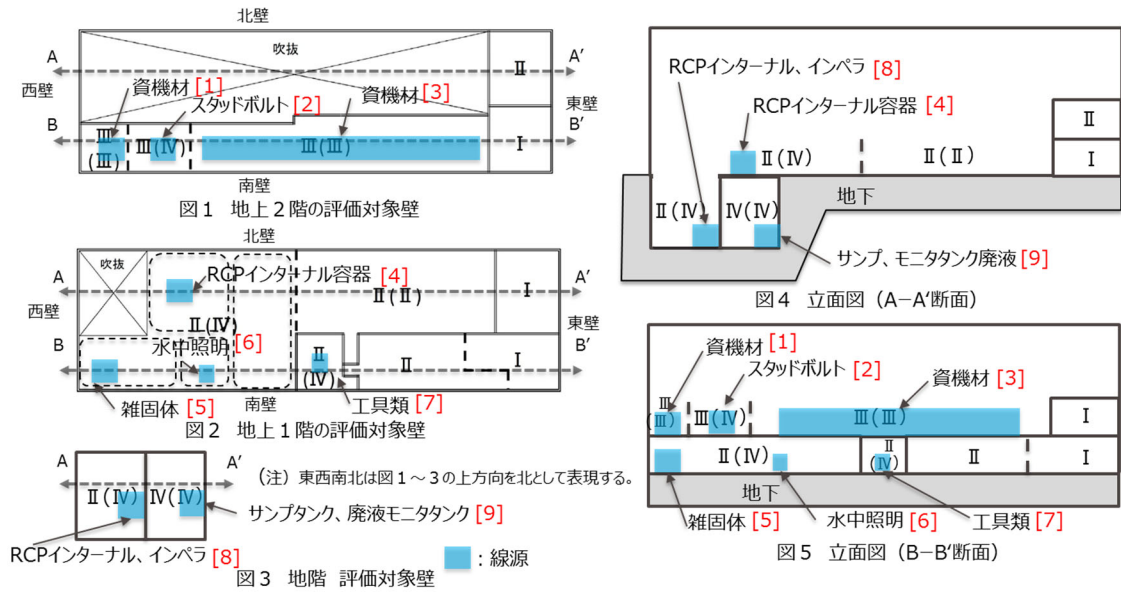 北壁
A
吹抜
A′
Ⅱ
西壁
資機材 [1]
スタッドボルト [2]
資機材 [3]
東壁
B
B′
Ⅲ
(Ⅲ)
Ⅲ(Ⅳ)
Ⅲ(Ⅲ)
Ⅰ
南壁
図1 地上2階の評価対象壁
北壁
吹抜
A
RCPインターナル容器 [4]
A′
Ⅱ(Ⅱ)
Ⅰ
西壁
Ⅱ(Ⅳ)
東壁
B
水中照明 [6]
B′
Ⅱ
(Ⅳ)
Ⅱ
Ⅰ
雑固体 [5]
南壁
工具類 [7]
図2 地上1階の評価対象壁
A
A′
(注)東西南北は図1～3の上方向を北として表現する。
Ⅱ(Ⅳ)
Ⅳ(Ⅳ)
サンプタンク、廃液モニタタンク [9]
RCPインターナル、インペラ [8]
：線源
図3 地階 評価対象壁
RCPインターナル、インペラ [8]
RCPインターナル容器 [4]
Ⅱ
Ⅱ(Ⅳ)
Ⅱ(Ⅱ)
Ⅰ
地下
Ⅱ(Ⅳ)
Ⅳ(Ⅳ)
サンプ、モニタタンク廃液 [9]
図4 立面図(A－A‘断面)
資機材 [1]
スタッドボルト [2]
資機材 [3]
Ⅲ
(Ⅲ)
Ⅲ(Ⅳ)
Ⅲ(Ⅲ)
Ⅰ
Ⅱ(Ⅳ)
Ⅱ
(Ⅳ)
Ⅱ
Ⅰ
地下
雑固体 [5]
水中照明 [6]
工具類 [7]
図5 立面図(B－B‘断面)